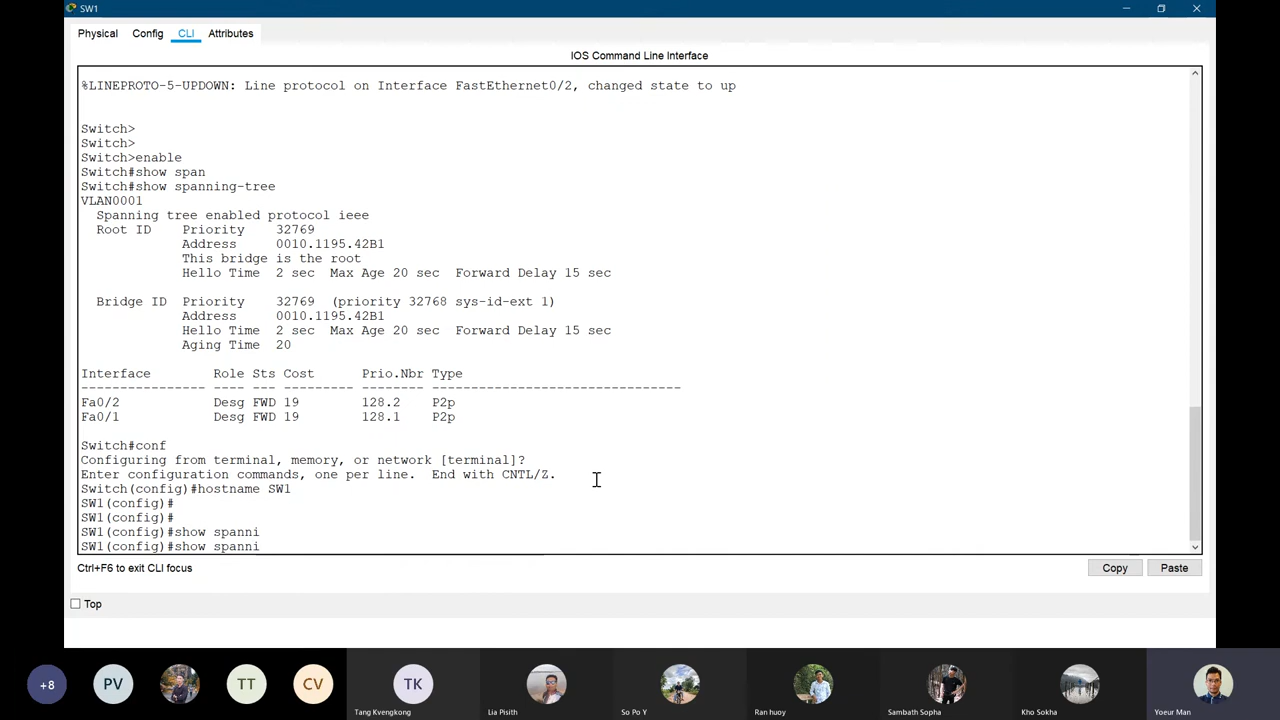 SW1
Physical Config CLI Attributes
IOS Command Line Interface
%LINEPROTO-5-UPDOWN: Line protocol on Interface FastEthernet0/2, changed state to up
Switch>
Switch>
Switch>enable
Switch#show span
Switch#show spanning-tree
VLAN0001
Spanning tree enabled protocol ieee
Root ID Priority 32769
Address 0010.1195.42B1
This bridge is the root
Hello Time 2 sec Max Age 20 sec Forward Delay 15 sec
Bridge ID Priority 32769 (priority 32768 sys-id-ext 1)
Address 0010.1195.42B1
Hello Time 2 sec Max Age 20 sec Forward Delay 15 sec
Aging Time 20
Interface Role Sts Cost Prio.Nbr Type
---------------- ---- --- --------- -------- --------------------------------
Fa0/2 Desg FWD 19 128.2 P2p
Fa0/1 Desg FWD 19 128.1 P2p
Switch#conf
Configuring from terminal, memory, or network [terminal]?
Enter configuration commands, one per line. End with CNTL/Z.
Switch(config)#hostname SW1
SW1(config)#
SW1(config)#
SW1(config)#show spanni
SW1(config)#show spanni
Ctrl+F6 to exit CLI focus
Copy Paste
Top
+8 PV TT CV TK
Tang Kvengkong Lia Pisith So Po Y Ran huoy Sambath Sopha Kho Sokha Yoeur Man